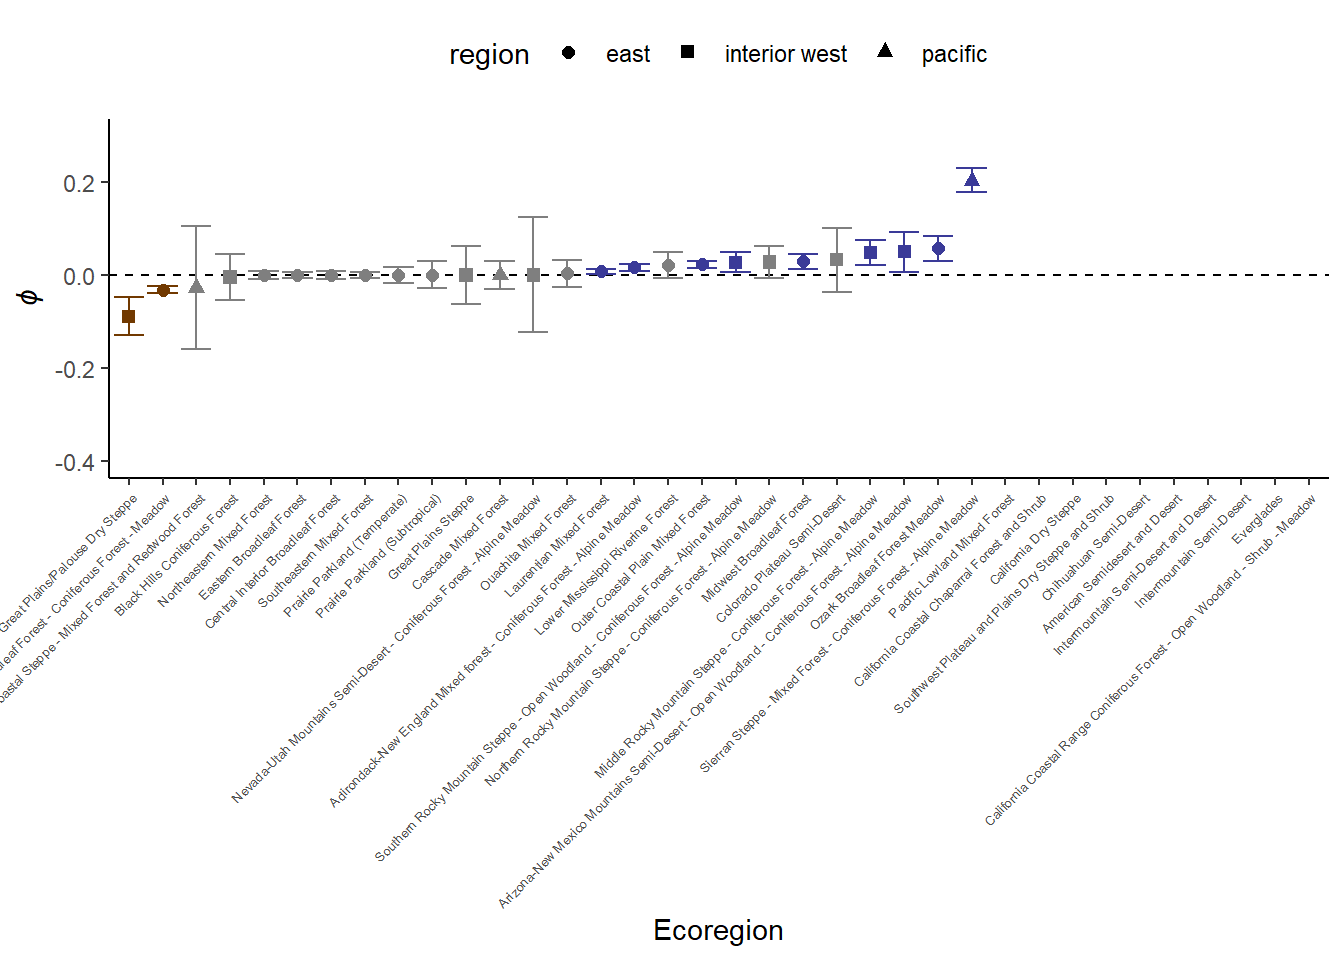 region east interior west pacific
0.2
0.0
-0.2
-0.4
ϕ
Great Plains/Palouse Dry Steppe
Forest - Coniferous Forest - Meadow
Steppe - Mixed Forest and Redwood Forest
Black Hills Coniferous Forest
Northeastern Mixed Forest
Eastern Broadleaf Forest
Central Interior Broadleaf Forest
Southeastern Mixed Forest
Prairie Parkland (Temperate)
Prairie Parkland (Subtropical)
Great Plains Steppe
Cascade Mixed Forest
Nevada-Utah Mountains Semi-Desert - Coniferous Forest - Alpine Meadow
Ouachita Mixed Forest
Laurentian Mixed Forest
Adirondack-New England Mixed forest - Coniferous Forest - Alpine Meadow
Lower Mississippi Riverine Forest
Outer Coastal Plain Mixed Forest
Southern Rocky Mountain Steppe - Open Woodland - Coniferous Forest - Alpine Meadow
Northern Rocky Mountain Steppe - Coniferous Forest - Alpine Meadow
Midwest Broadleaf Forest
Colorado Plateau Semi-Desert
Middle Rocky Mountain Steppe - Coniferous Forest - Alpine Meadow
Arizona-New Mexico Mountains Semi-Desert - Open Woodland - Coniferous Forest - Alpine Meadow
Ozark Broadleaf Forest Meadow
Sierran Steppe - Mixed Forest - Coniferous Forest - Alpine Meadow
Pacific Lowland Mixed Forest
California Coastal Chaparral Forest and Shrub
California Dry Steppe
Southwest Plateau and Plains Dry Steppe and Shrub
Chihuahuan Semi-Desert
American Semidesert and Desert
Intermountain Semi-Desert and Desert
Intermountain Semi-Desert
Everglades
California Coastal Range Coniferous Forest - Open Woodland - Shrub - Meadow
Ecoregion